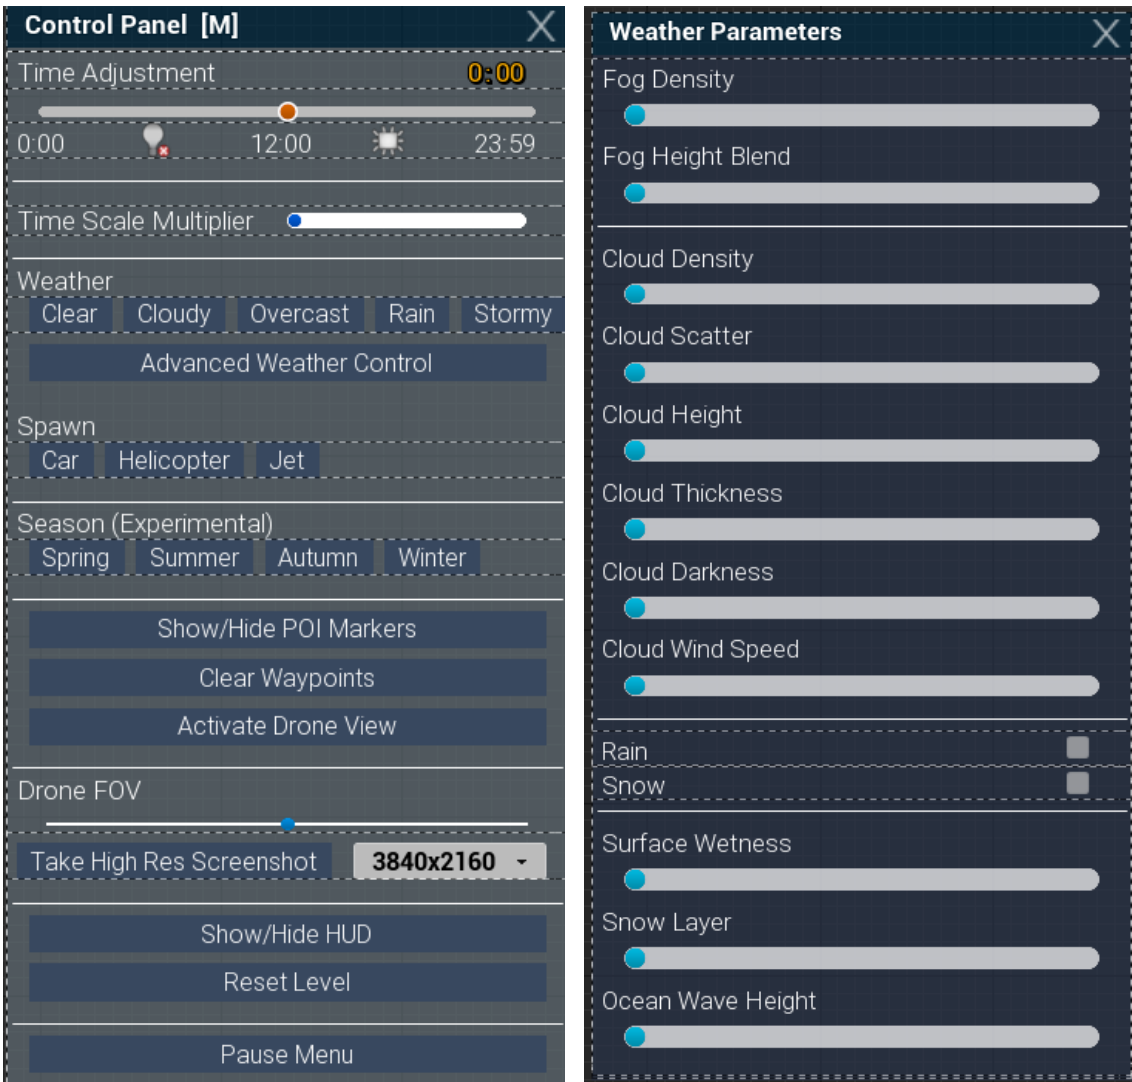 Control Panel [M]
Time Adjustment 0:00
0:00 12:00 23:59
Time Scale Multiplier
Weather
Clear Cloudy Overcast Rain Stormy
Advanced Weather Control
Spawn
Car Helicopter Jet
Season (Experimental)
Spring Summer Autumn Winter
Show/Hide POI Markers
Clear Waypoints
Activate Drone View
Drone FOV
Take High Res Screenshot 3840x2160
Show/Hide HUD
Reset Level
Pause Menu
Weather Parameters
Fog Density
Fog Height Blend
Cloud Density
Cloud Scatter
Cloud Height
Cloud Thickness
Cloud Darkness
Cloud Wind Speed
Rain
Snow
Surface Wetness
Snow Layer
Ocean Wave Height